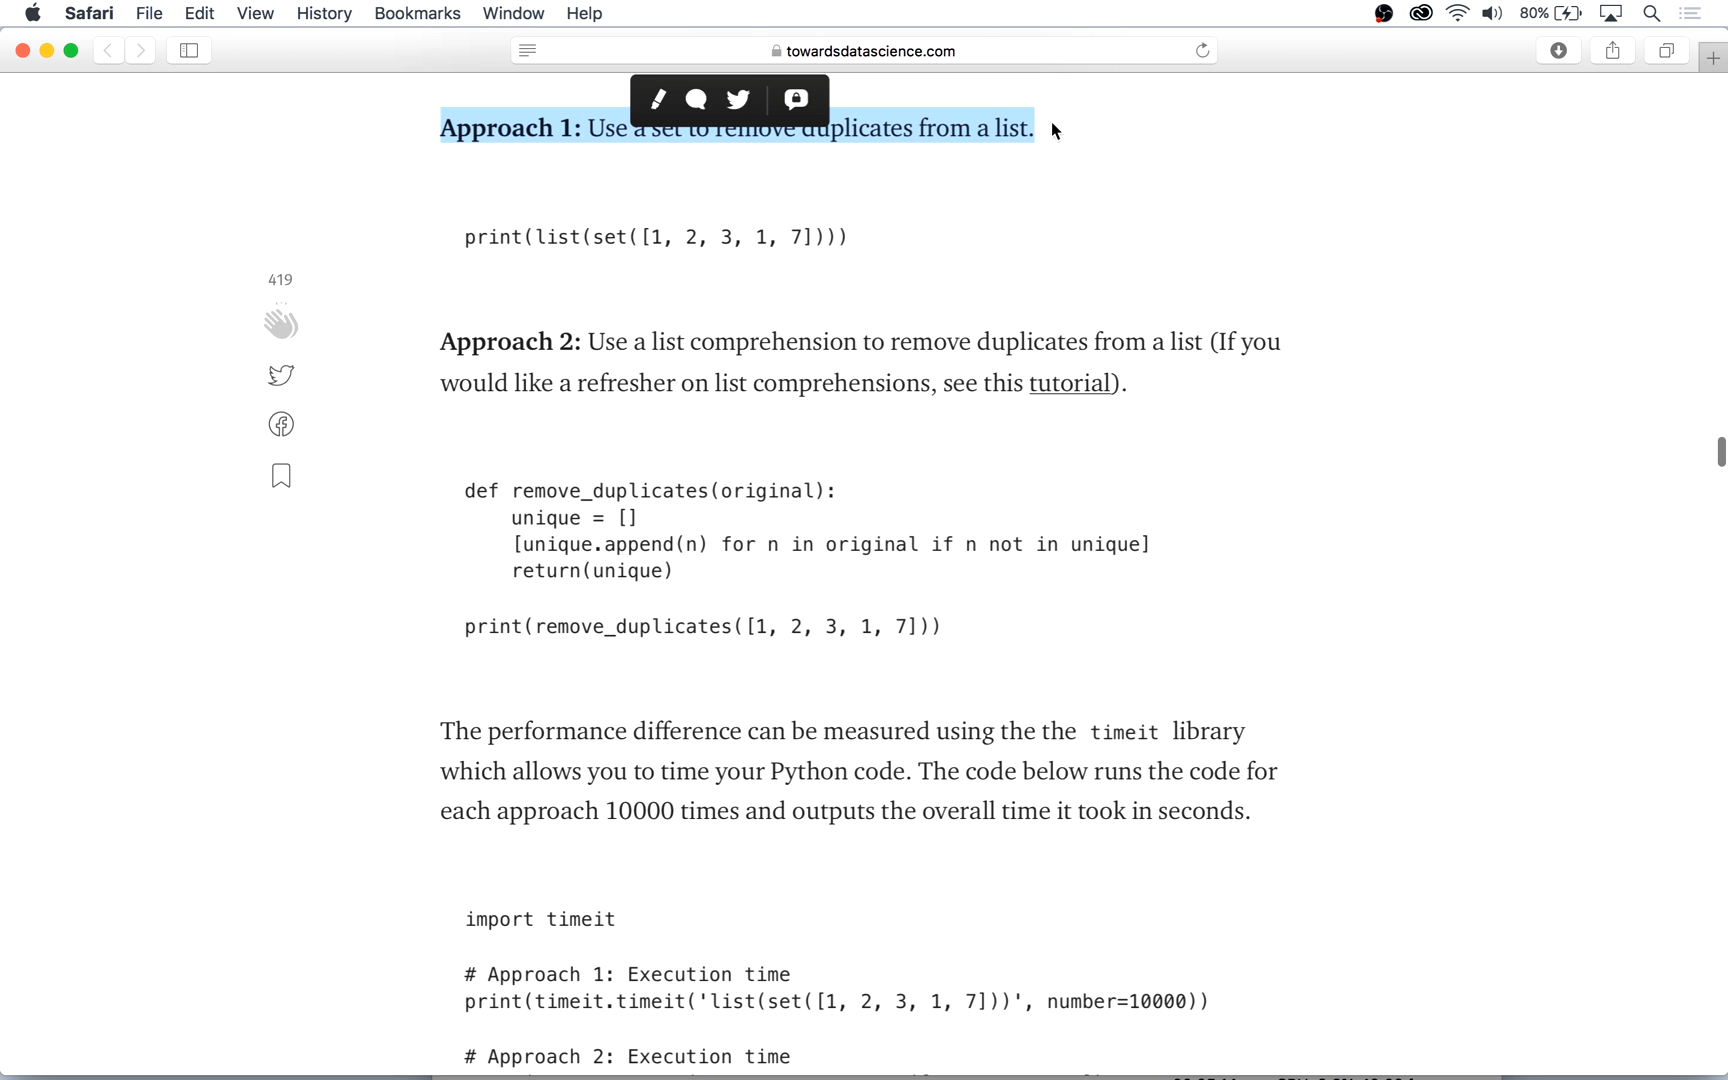 Safari File Edit View History Bookmarks Window Help 80%
towardsdatascience.com
Approach 1: Use a set to remove duplicates from a list.
print(list(set([1, 2, 3, 1, 7])))
419
Approach 2: Use a list comprehension to remove duplicates from a list (If you
would like a refresher on list comprehensions, see this tutorial).
def remove_duplicates(original):
    unique = []
    [unique.append(n) for n in original if n not in unique]
    return(unique)
print(remove_duplicates([1, 2, 3, 1, 7]))
The performance difference can be measured using the the timeit library
which allows you to time your Python code. The code below runs the code for
each approach 10000 times and outputs the overall time it took in seconds.
import timeit
# Approach 1: Execution time
print(timeit.timeit('list(set([1, 2, 3, 1, 7]))', number=10000))
# Approach 2: Execution time